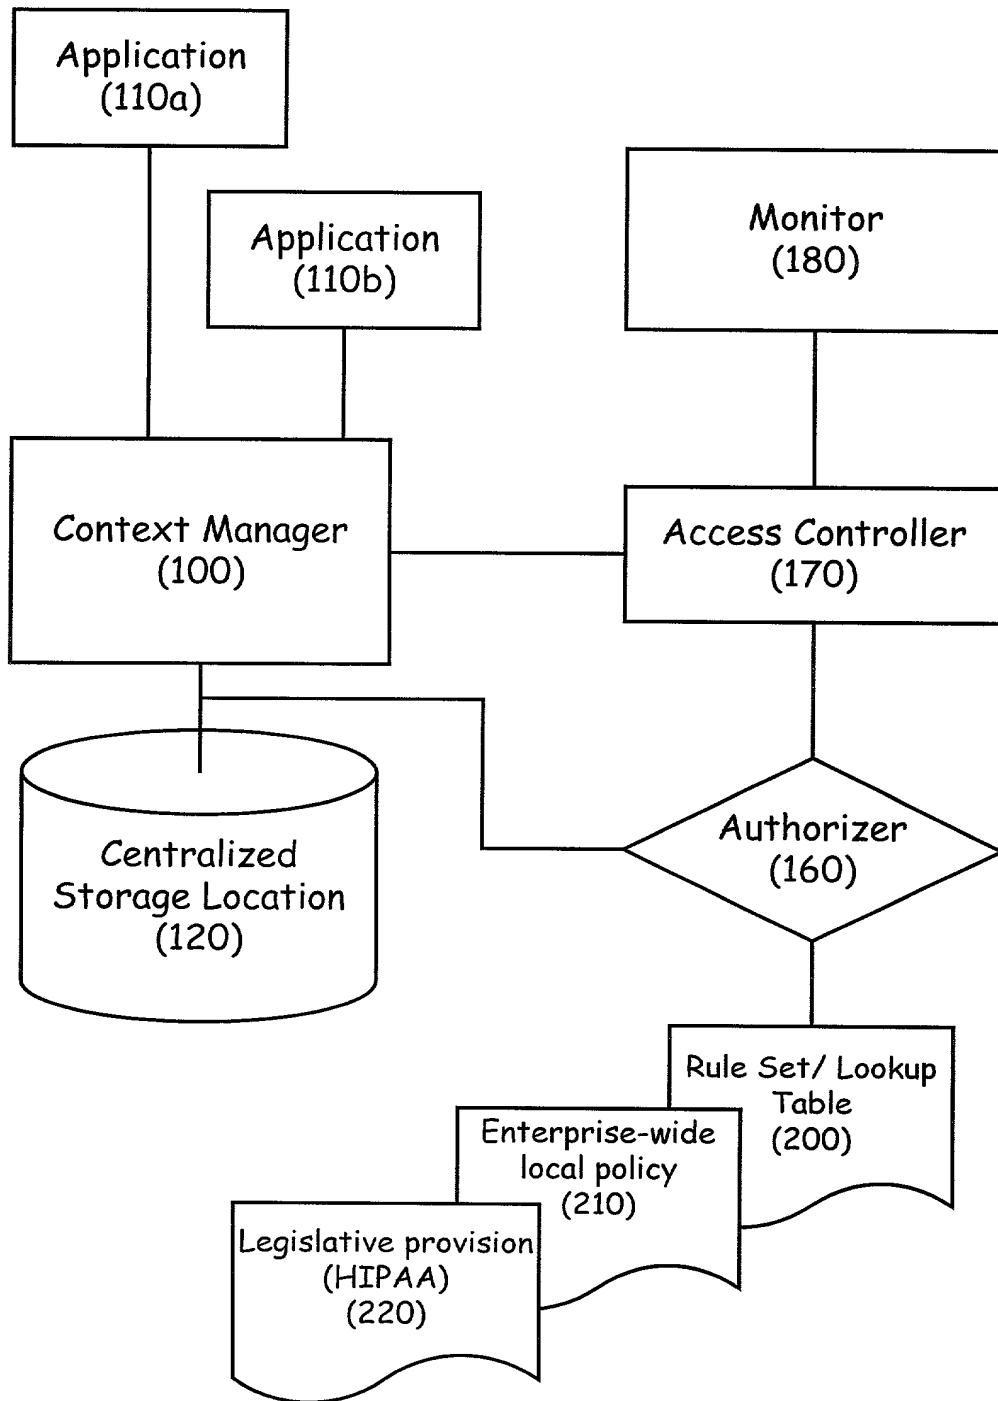 Application
(110a)
Application
(110b)
Monitor
(180)
Context Manager
(100)
Access Controller
(170)
Centralized
Storage Location
(120)
Authorizer
(160)
Rule Set/ Lookup
Table
(200)
Enterprise-wide
local policy
(210)
Legislative provision
(HIPAA)
(220)